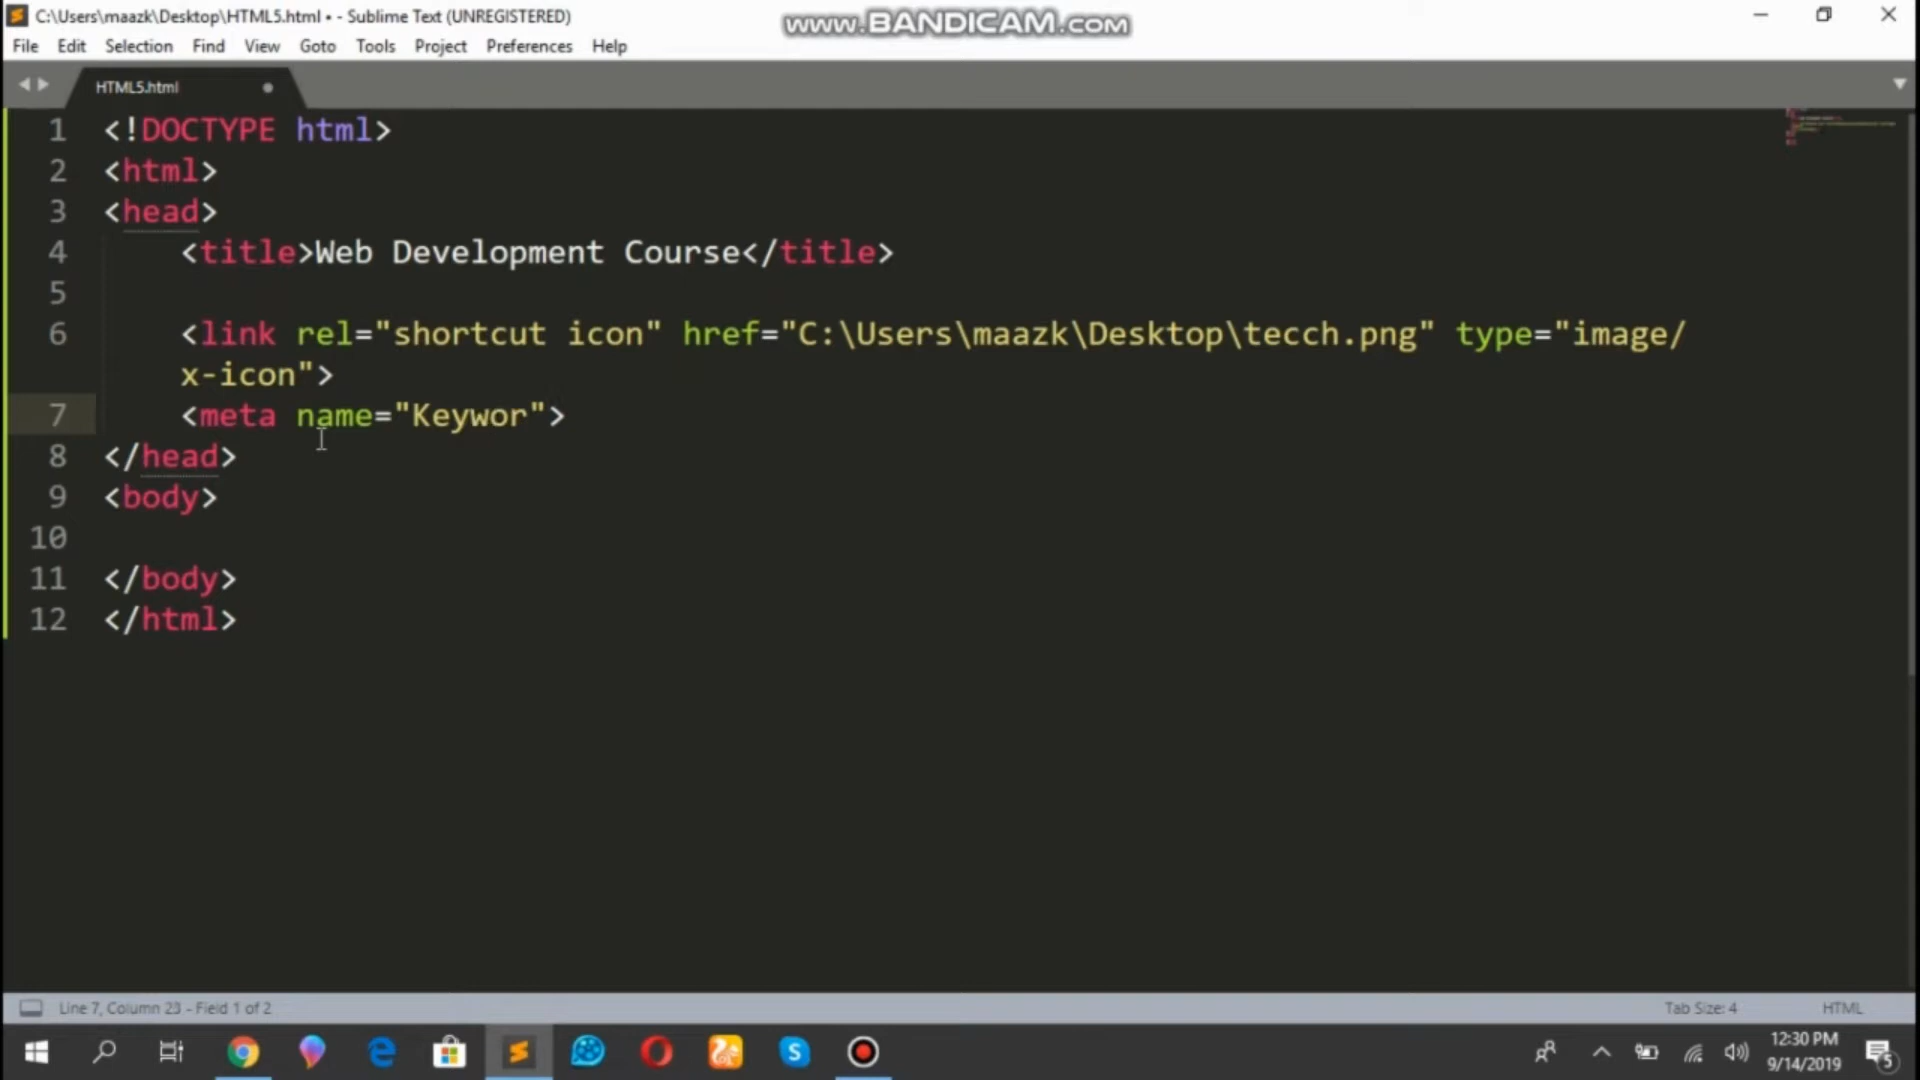 C:\Users\maazk\Desktop\HTML5.html • - Sublime Text (UNREGISTERED)
www.BANDICAM.com
File Edit Selection Find View Goto Tools Project Preferences Help
HTML5.html
1 <!DOCTYPE html>
2 <html>
3 <head>
4 <title>Web Development Course</title>
5
6 <link rel="shortcut icon" href="C:\Users\maazk\Desktop\tecch.png" type="image/
x-icon">
7 <meta name="Keywor">
8 </head>
9 <body>
10
11 </body>
12 </html>
Line 7, Column 23 - Field 1 of 2
Tab Size: 4 HTML
12:30 PM
9/14/2019
5